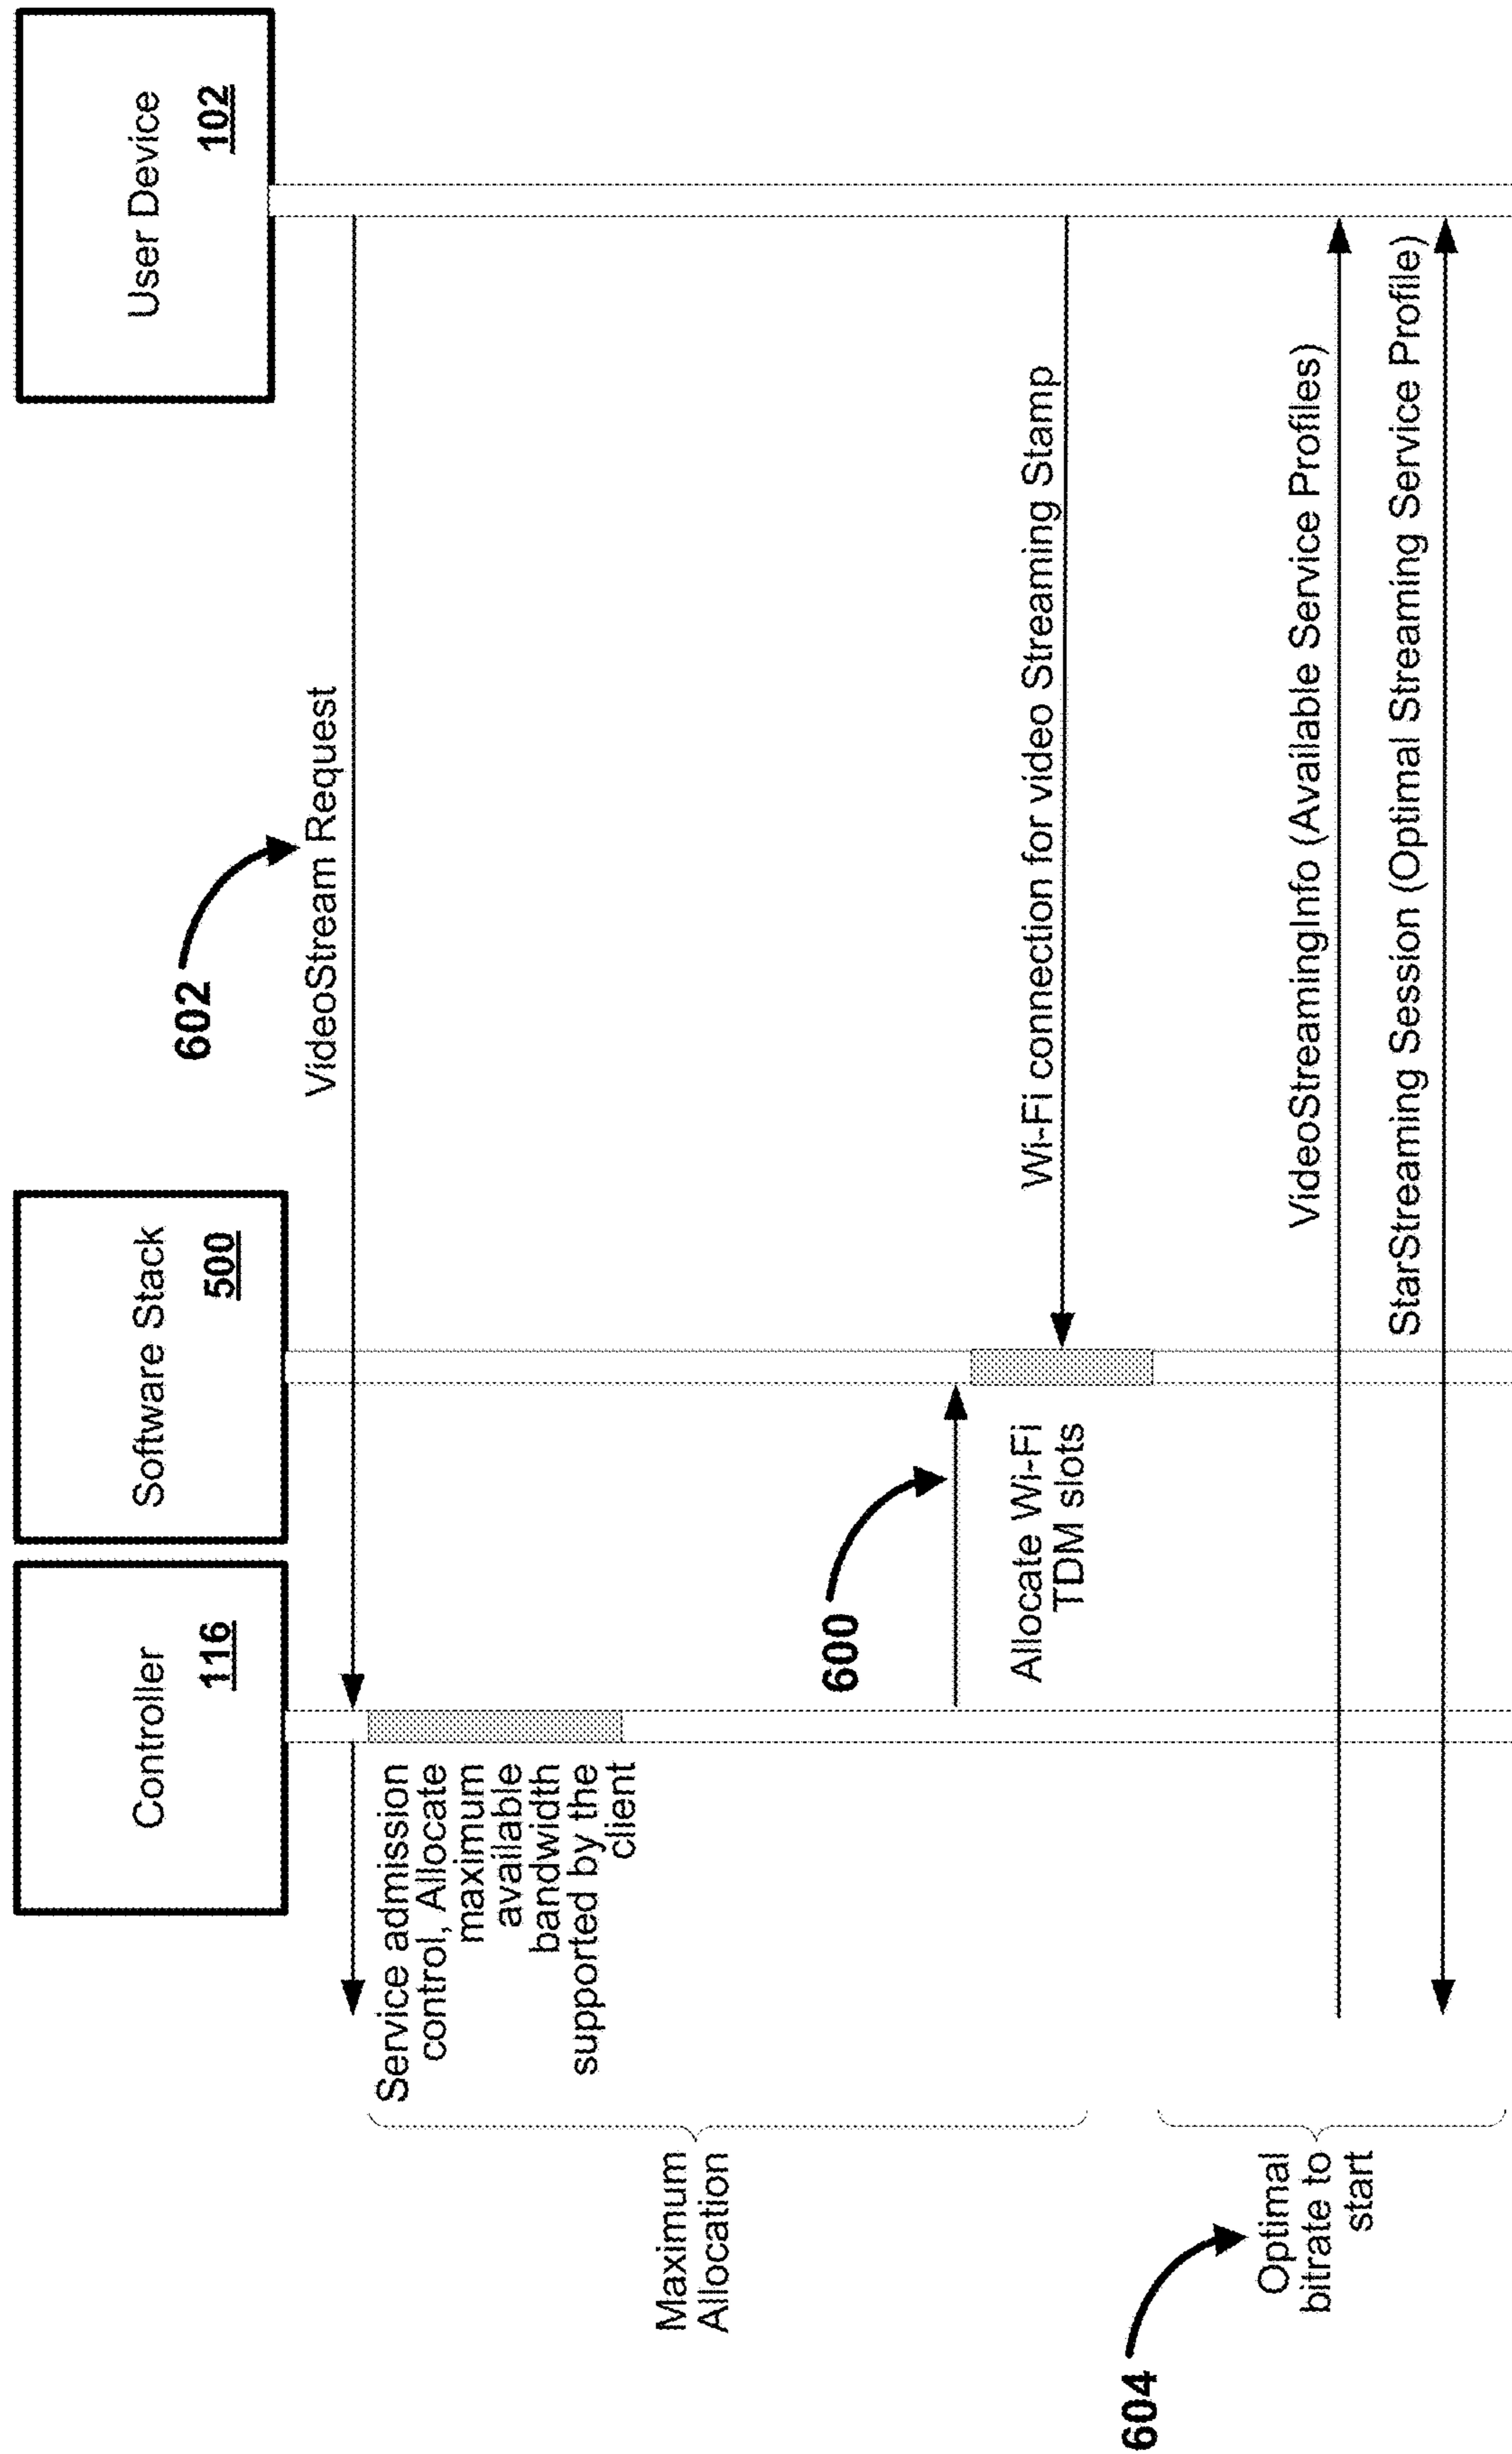 Controller
116
Software Stack
500
User Device
102
602
VideoStream Request
Service admission
control, Allocate
maximum
available
bandwidth
supported by the
client
Maximum
Allocation
600
Allocate Wi-Fi
TDM slots
Wi-Fi connection for video Streaming Stamp
604
Optimal
bitrate to
start
VideoStreamingInfo (Available Service Profiles)
StarStreaming Session (Optimal Streaming Service Profile)